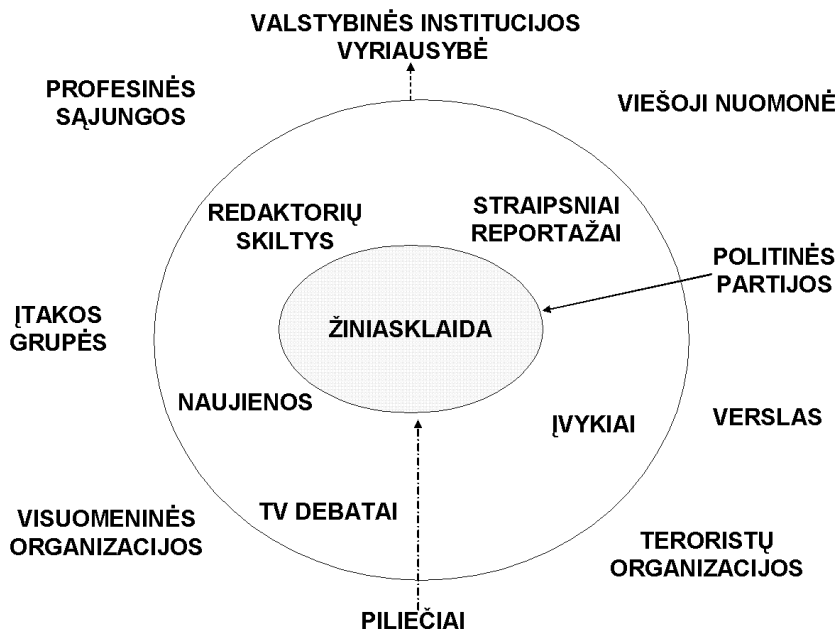 VALSTYBINĖS INSTITUCIJOS
VYRIAUSYBĖ
PROFESINĖS
SĄJUNGOS
VIEŠOJI NUOMONĖ
REDAKTORIŲ
SKILTYS
STRAIPSNIAI
REPORTAŽAI
POLITINĖS
PARTIJOS
ĮTAKOS
GRUPĖS
ŽINIASKLAIDA
NAUJIENOS
ĮVYKIAI
VERSLAS
VISUOMENINĖS
ORGANIZACIJOS
TV DEBATAI
TERORISTŲ
ORGANIZACIJOS
PILIEČIAI